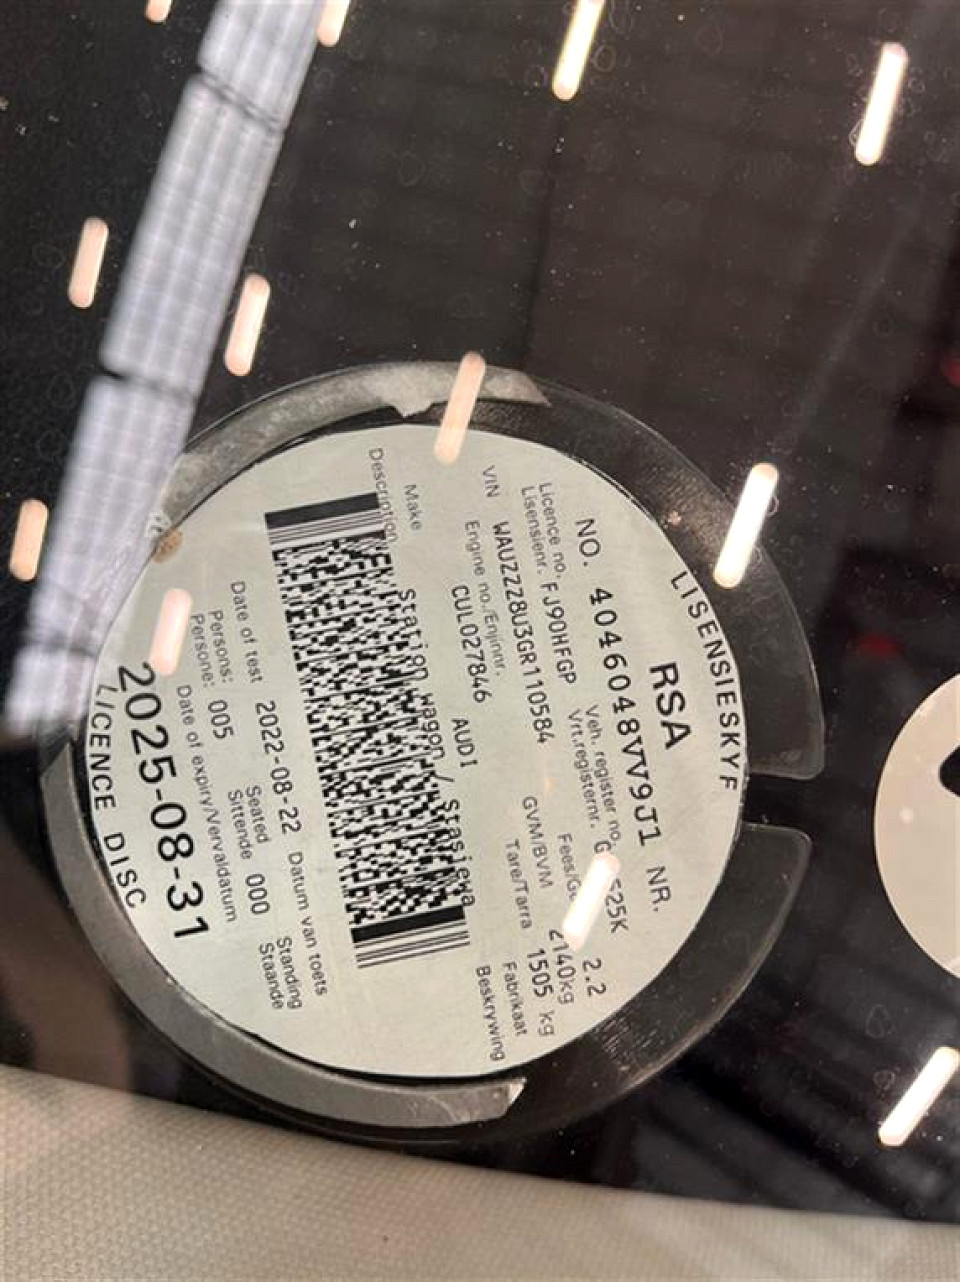 LISENSIESKYF
RSA
NO. 4046048VV9J1 NR.
Licence no. Veh. register no.
Lisensienr. FJ90HFGP Vrt.registernr. 525K
VIN WAUZZZ8U3GR110584 2.2
Engine no./Enjinnr. GVM/BVM 2140kg
CUL027846 Tare/Tarra 1505 kg
Make AUDI Fabrikaat
Description Station wagon / Stasiewa Beskrywing
Date of test 2022-08-22 Datum van toets
Persons: Seated Standing
Persone: 005 Sittende 000 Staande
Date of expiry/Vervaldatum
2025-08-31
LICENCE DISC